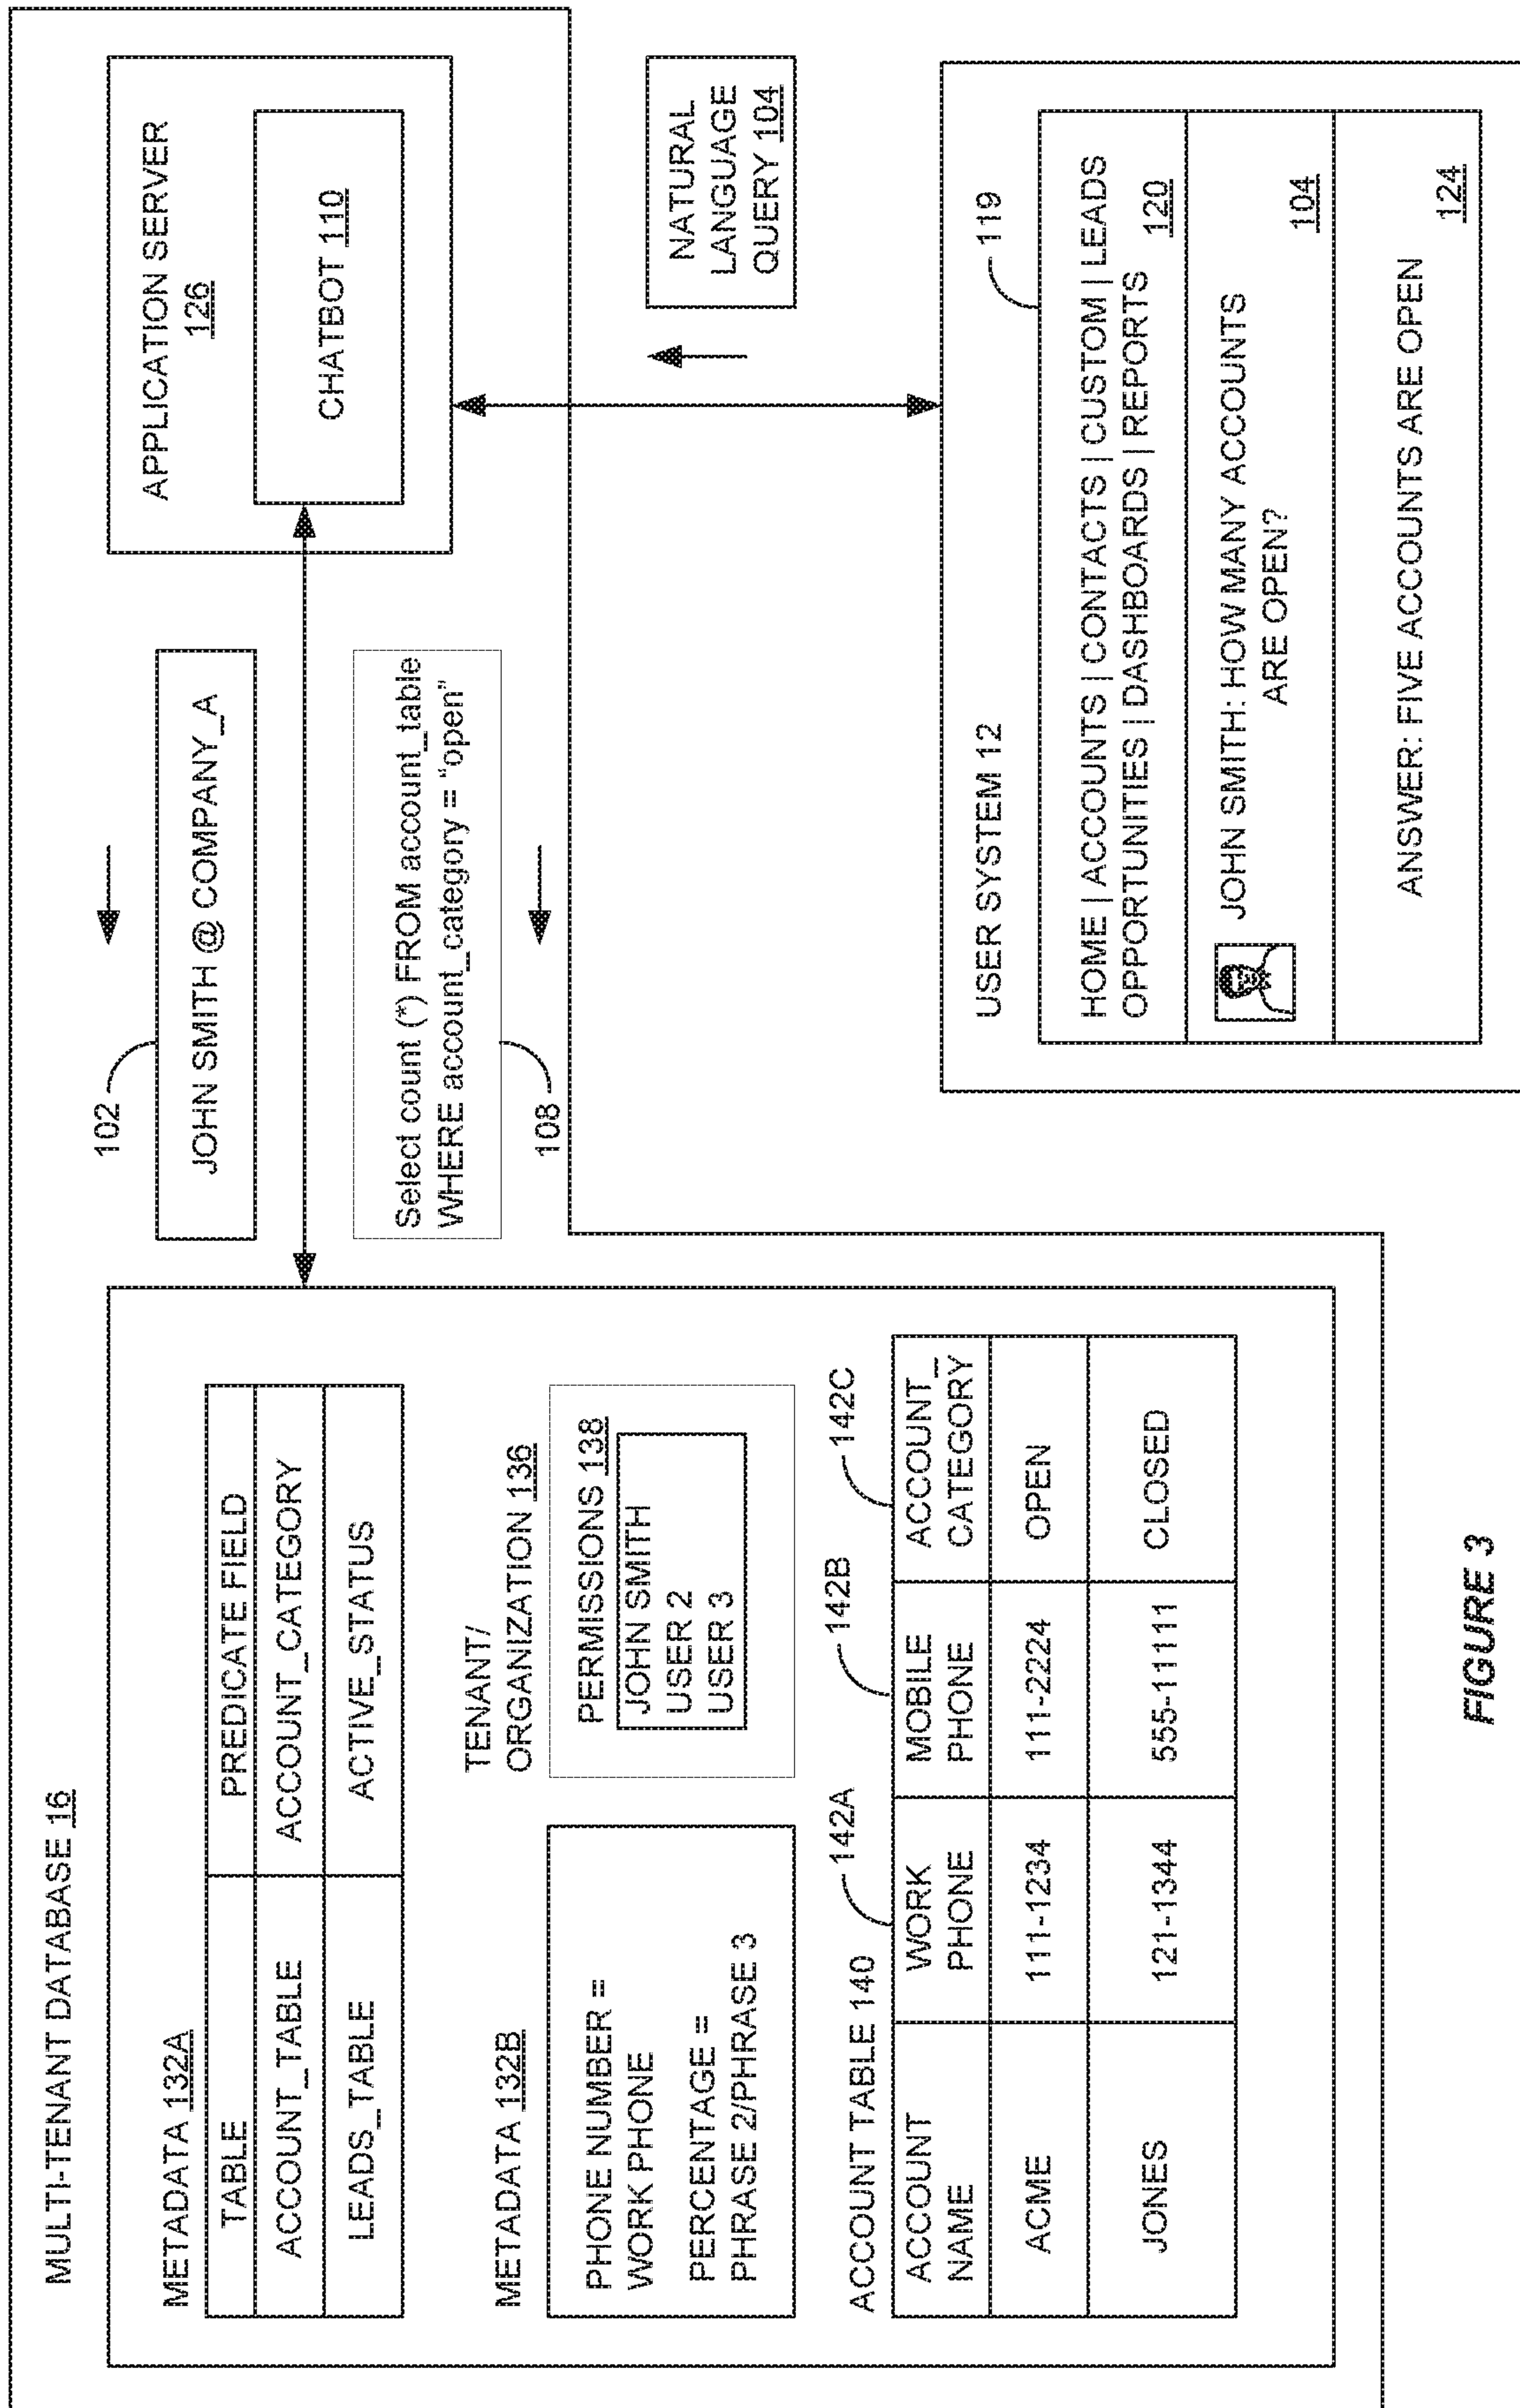 MULTI-TENANT DATABASE 16
METADATA 132A
TABLE
PREDICATE FIELD
ACCOUNT_TABLE
ACCOUNT_CATEGORY
LEADS_TABLE
ACTIVE_STATUS
METADATA 132B
PHONE NUMBER =
WORK PHONE
PERCENTAGE =
PHRASE 2/PHRASE 3
TENANT/
ORGANIZATION 136
PERMISSIONS 138
JOHN SMITH
USER 2
USER 3
ACCOUNT TABLE 140
142A
142B
142C
ACCOUNT
NAME
WORK
PHONE
MOBILE
PHONE
ACCOUNT_
CATEGORY
ACME
111-1234
111-2224
OPEN
JONES
121-1344
555-11111
CLOSED
102
JOHN SMITH @ COMPANY_A
Select count (*) FROM account_table
WHERE account_category = “open”
108
APPLICATION SERVER
126
CHATBOT 110
NATURAL
LANGUAGE
QUERY 104
USER SYSTEM 12
119
HOME | ACCOUNTS | CONTACTS | CUSTOM | LEADS
OPPORTUNITIES | DASHBOARDS | REPORTS
120
JOHN SMITH: HOW MANY ACCOUNTS
ARE OPEN?
104
ANSWER: FIVE ACCOUNTS ARE OPEN
124
FIGURE 3